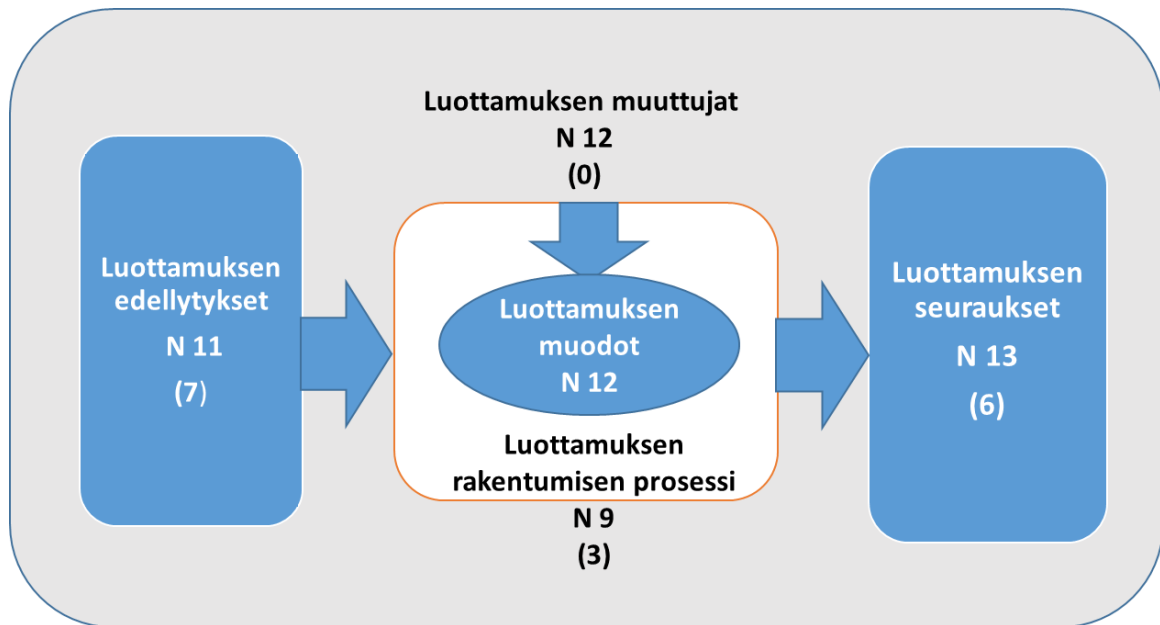 Luottamuksen muuttujat
N 12
(0)
Luottamuksen
edellytykset
N 11
(7)
Luottamuksen
muodot
N 12
Luottamuksen
rakentumisen prosessi
N 9
(3)
Luottamuksen
seuraukset
N 13
(6)